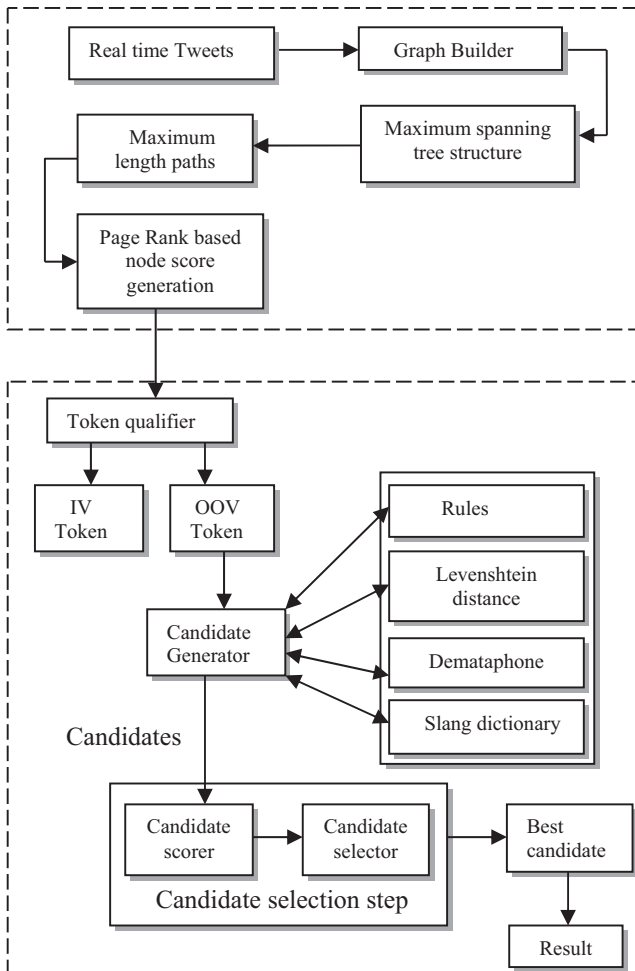 Real time Tweets
Graph Builder
Maximum
length paths
Maximum spanning
tree structure
Page Rank based
node score
generation
Token qualifier
IV
Token
OOV
Token
Rules
Levenshtein
distance
Candidate
Generator
Demataphone
Slang dictionary
Candidates
Candidate
scorer
Candidate
selector
Best
candidate
Candidate selection step
Result